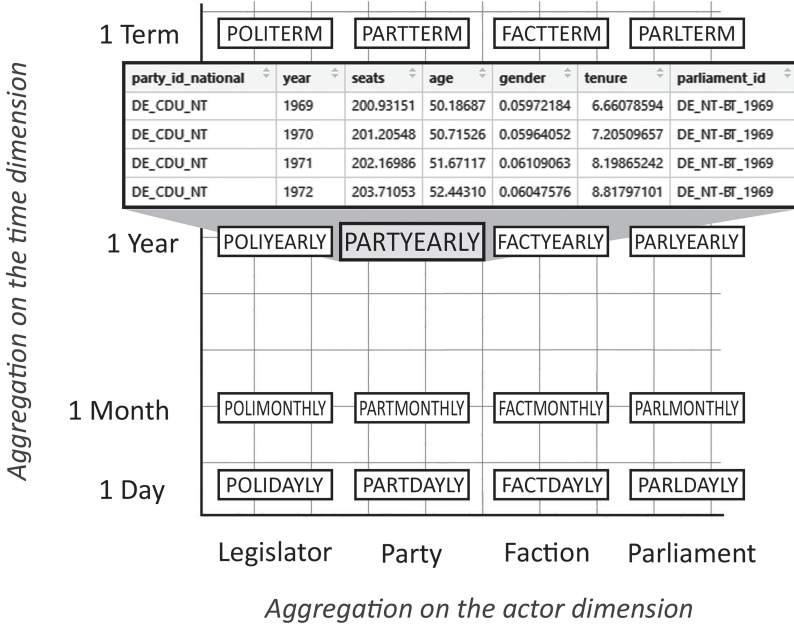 Aggregation on the time dimension
1 Term POLITERM PARTTERM FACTTERM PARLTERM
party_id_national year seats age gender tenure parliament_id
DE_CDU_NT 1969 200.93151 50.18687 0.05972184 6.66078594 DE_NT-BT_1969
DE_CDU_NT 1970 201.20548 50.71526 0.05964052 7.20509657 DE_NT-BT_1969
DE_CDU_NT 1971 202.16986 51.67117 0.06109063 8.19865242 DE_NT-BT_1969
DE_CDU_NT 1972 203.71053 52.44310 0.06047576 8.81797101 DE_NT-BT_1969
1 Year POLIYEARLY PARTYEARLY FACTYEARLY PARLYEARLY
1 Month POLIMONTHLY PARTMONTHLY FACTMONTHLY PARLMONTHLY
1 Day POLIDAYLY PARTDAYLY FACTDAYLY PARLDAYLY
Legislator Party Faction Parliament
Aggregation on the actor dimension